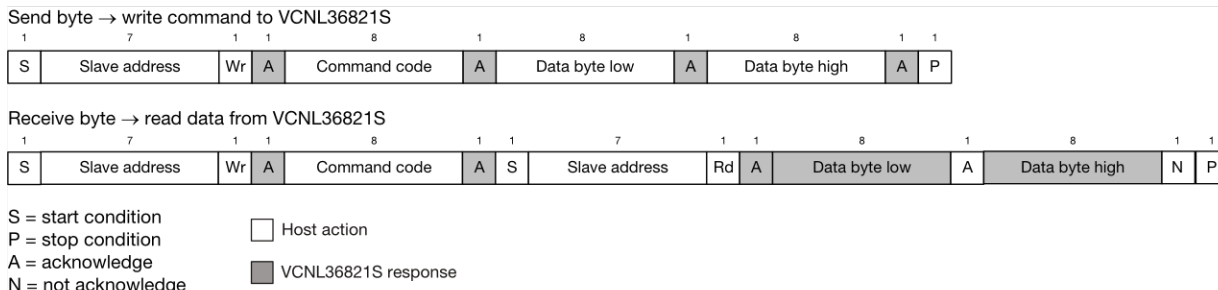 Send byte → write command to VCNL36821S
1 7 1 1 8 1 8 1 8 1 1
S Slave address Wr A Command code A Data byte low A Data byte high A P
Receive byte → read data from VCNL36821S
1 7 1 1 8 1 1 7 1 1 8 1 8 1 1
S Slave address Wr A Command code A S Slave address Rd A Data byte low A Data byte high N P
S = start condition
P = stop condition
A = acknowledge
N = not acknowledge
Host action
VCNL36821S response